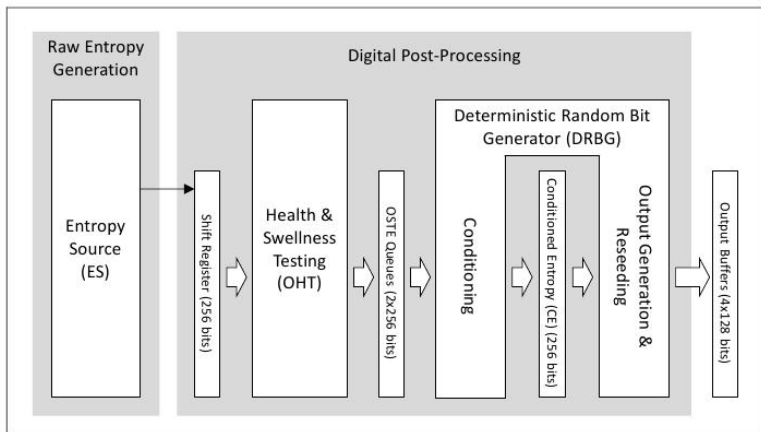 Raw Entropy
Generation
Digital Post-Processing
Entropy
Source
(ES)
Shift Register (256 bits)
Health &
Swellness
Testing
(OHT)
OSTE Queues (2x256 bits)
Deterministic Random Bit
Generator (DRBG)
Conditioning
Conditioned Entropy (CE) (256 bits)
Output Generation &
Reseeding
Output Buffers (4x128 bits)